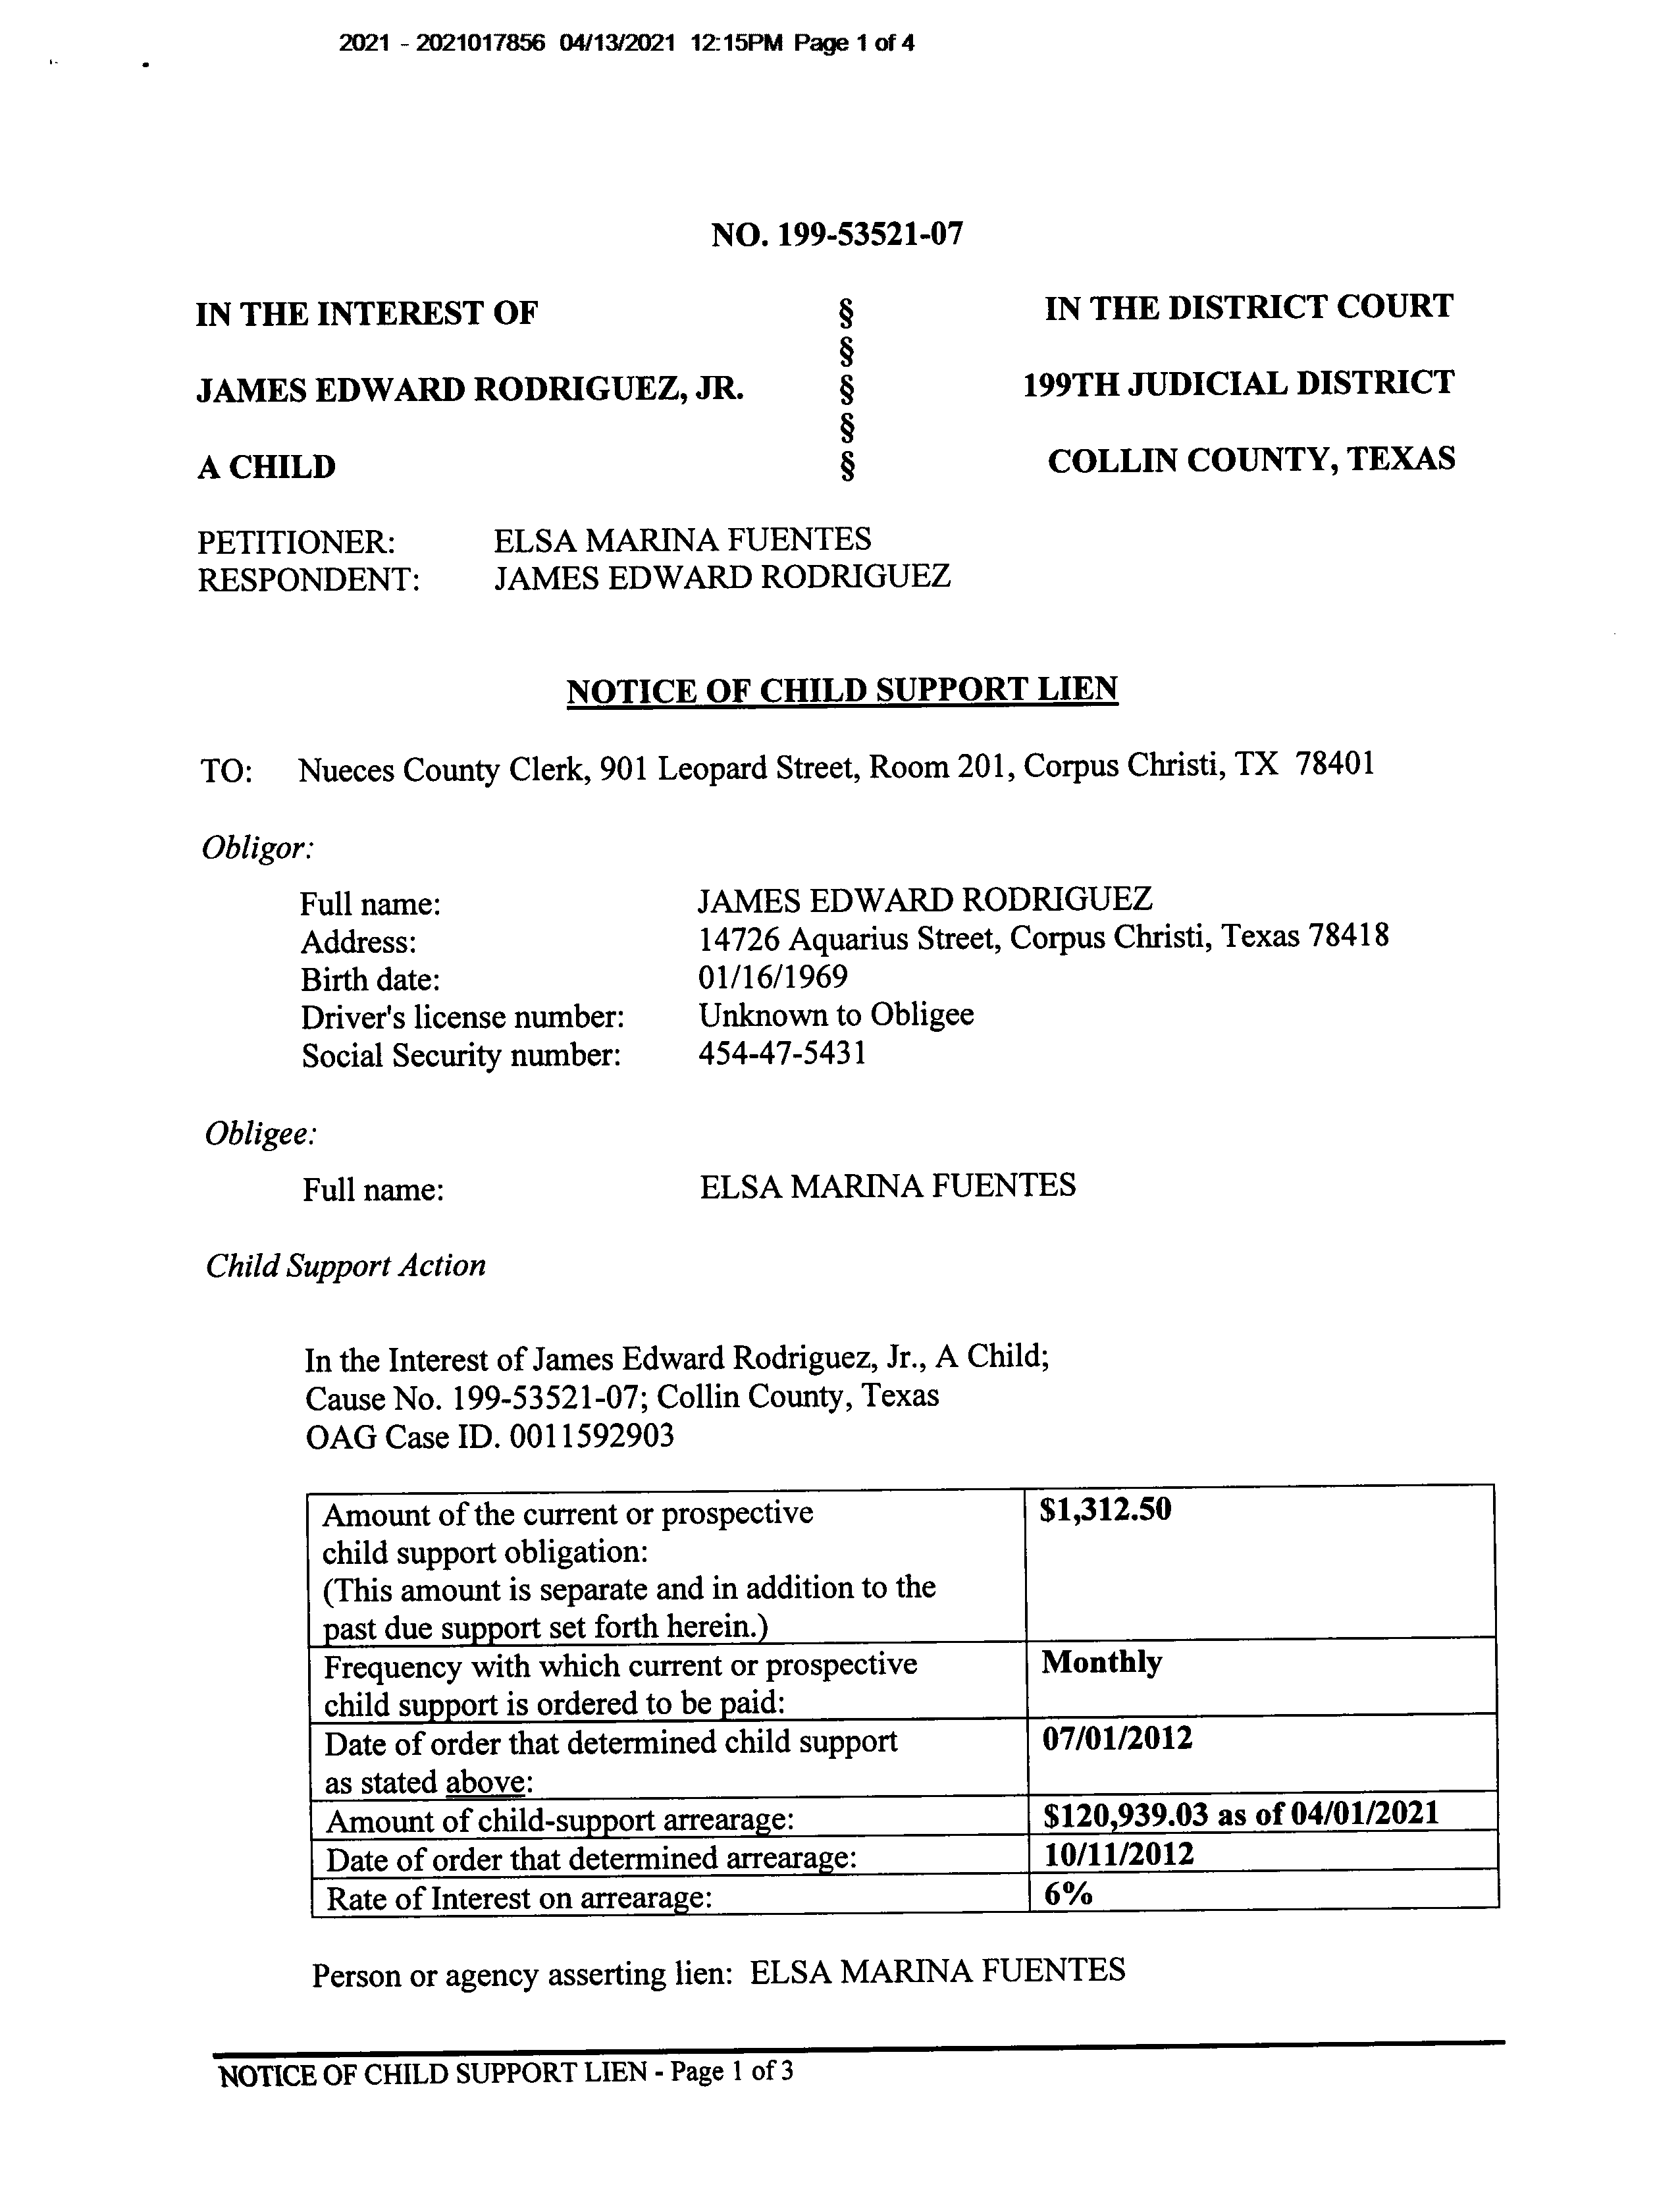 2021 - 2021017856 04/13/2021 12:15PM Page 1 of 4
NO. 199-53521-07
IN THE INTEREST OF § IN THE DISTRICT COURT
§
JAMES EDWARD RODRIGUEZ, JR. § 199TH JUDICIAL DISTRICT
§
A CHILD § COLLIN COUNTY, TEXAS
PETITIONER: ELSA MARINA FUENTES
RESPONDENT: JAMES EDWARD RODRIGUEZ
NOTICE OF CHILD SUPPORT LIEN
TO: Nueces County Clerk, 901 Leopard Street, Room 201, Corpus Christi, TX 78401
Obligor:
Full name: JAMES EDWARD RODRIGUEZ
Address: 14726 Aquarius Street, Corpus Christi, Texas 78418
Birth date: 01/16/1969
Driver's license number: Unknown to Obligee
Social Security number: 454-47-5431
Obligee:
Full name: ELSA MARINA FUENTES
Child Support Action
In the Interest of James Edward Rodriguez, Jr., A Child;
Cause No. 199-53521-07; Collin County, Texas
OAG Case ID. 0011592903
Amount of the current or prospective $1,312.50
child support obligation:
(This amount is separate and in addition to the
past due support set forth herein.)
Frequency with which current or prospective Monthly
child support is ordered to be paid:
Date of order that determined child support 07/01/2012
as stated above:
Amount of child-support arrearage: $120,939.03 as of 04/01/2021
Date of order that determined arrearage: 10/11/2012
Rate of Interest on arrearage: 6%
Person or agency asserting lien: ELSA MARINA FUENTES
NOTICE OF CHILD SUPPORT LIEN - Page 1 of 3